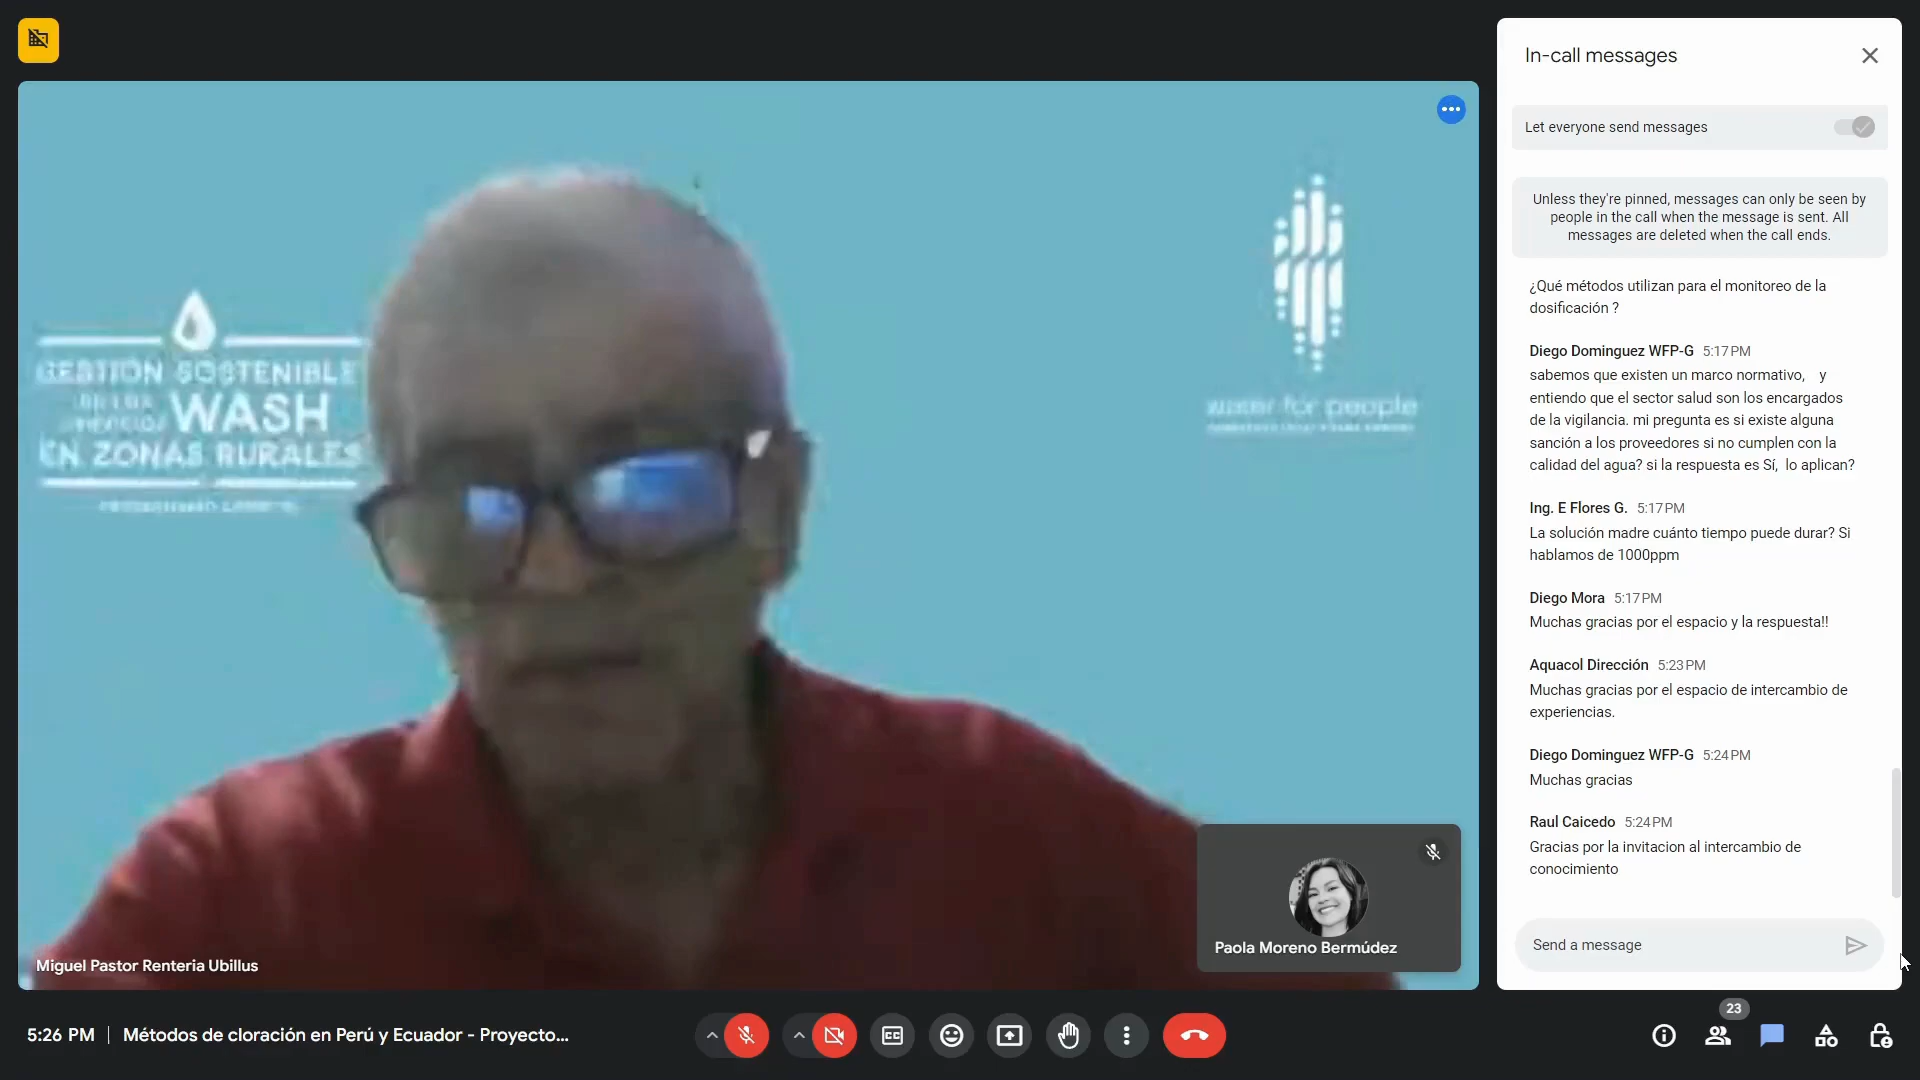 GESTIÓN SOSTENIBLE
WASH
EN ZONAS RURALES
water for people
Miguel Pastor Renteria Ubillus
Paola Moreno Bermúdez
In-call messages
Let everyone send messages
Unless they're pinned, messages can only be seen by
people in the call when the message is sent. All
messages are deleted when the call ends.
¿Qué métodos utilizan para el monitoreo de la
dosificación ?
Diego Dominguez WFP-G 5:17 PM
sabemos que existen un marco normativo, y
entiendo que el sector salud son los encargados
de la vigilancia. mi pregunta es si existe alguna
sanción a los proveedores si no cumplen con la
calidad del agua? si la respuesta es Sí, lo aplican?
Ing. E Flores G. 5:17 PM
La solución madre cuánto tiempo puede durar? Si
hablamos de 1000ppm
Diego Mora 5:17 PM
Muchas gracias por el espacio y la respuesta!!
Aquacol Dirección 5:23 PM
Muchas gracias por el espacio de intercambio de
experiencias.
Diego Dominguez WFP-G 5:24 PM
Muchas gracias
Raul Caicedo 5:24 PM
Gracias por la invitacion al intercambio de
conocimiento
Send a message
5:26 PM | Métodos de cloración en Perú y Ecuador - Proyecto...
CC
23